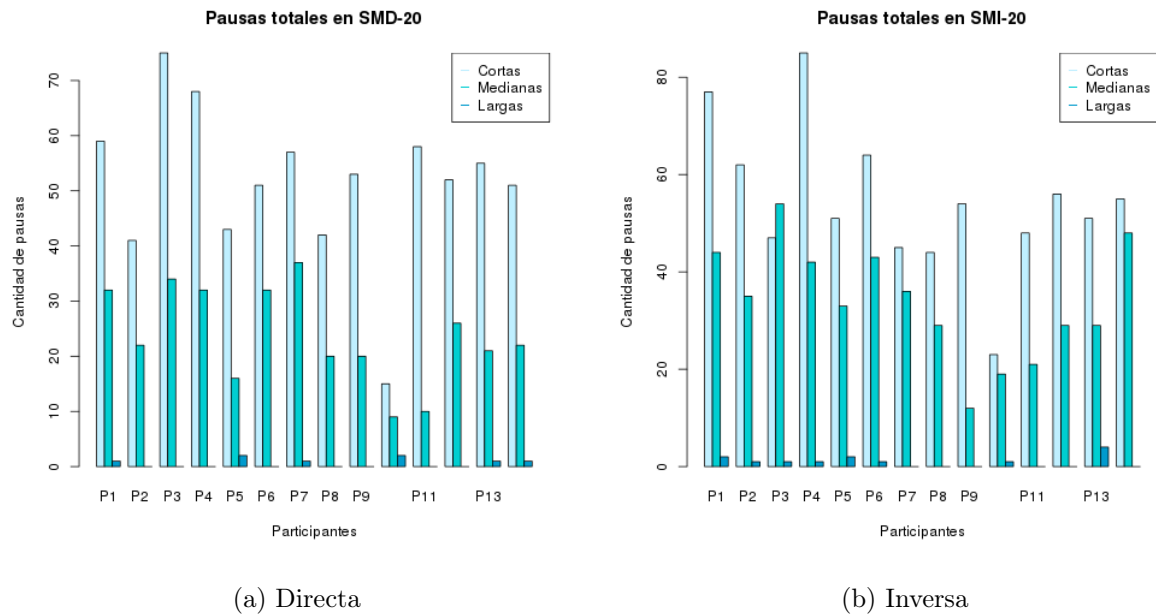 Pausas totales en SMD-20
Cortas
Medianas
Largas
Cantidad de pausas
0
10
20
30
40
50
60
70
P1 P2 P3 P4 P5 P6 P7 P8 P9 P11 P13
Participantes
(a) Directa
Pausas totales en SMI-20
Cortas
Medianas
Largas
Cantidad de pausas
0
20
40
60
80
P1 P2 P3 P4 P5 P6 P7 P8 P9 P11 P13
Participantes
(b) Inversa